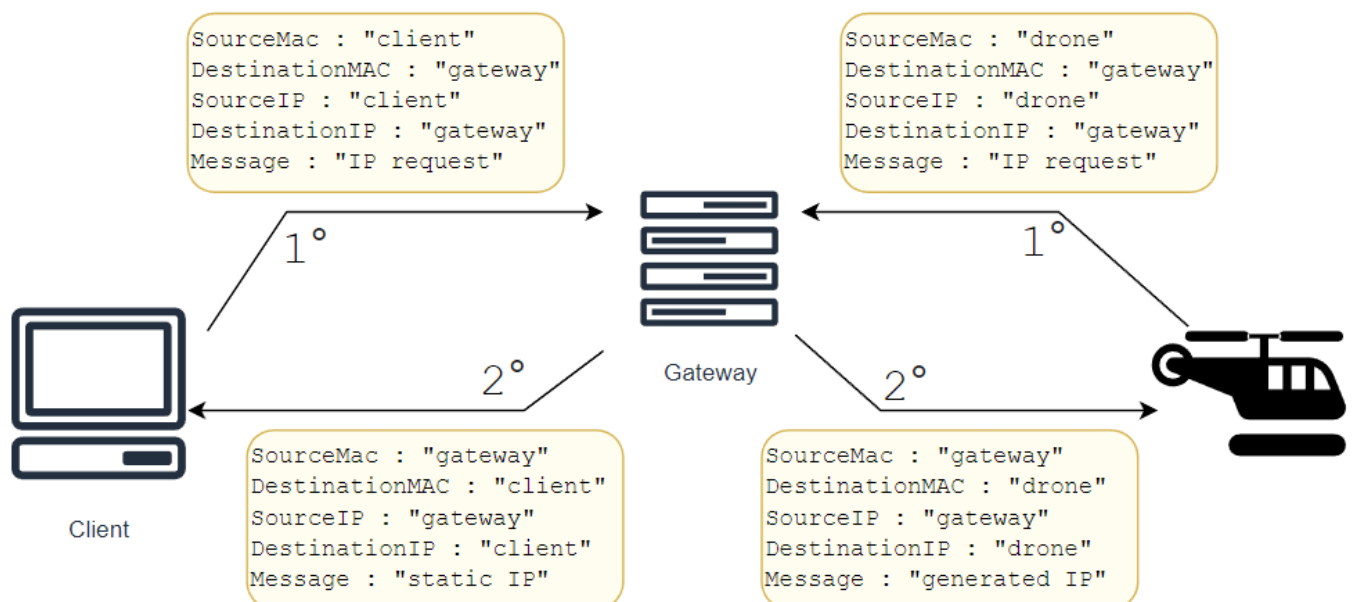 SourceMac : "client"
DestinationMAC : "gateway"
SourceIP : "client"
DestinationIP : "gateway"
Message : "IP request"
SourceMac : "drone"
DestinationMAC : "gateway"
SourceIP : "drone"
DestinationIP : "gateway"
Message : "IP request"
1°
1°
Gateway
2°
2°
Client
SourceMac : "gateway"
DestinationMAC : "client"
SourceIP : "gateway"
DestinationIP : "client"
Message : "static IP"
SourceMac : "gateway"
DestinationMAC : "drone"
SourceIP : "gateway"
DestinationIP : "drone"
Message : "generated IP"